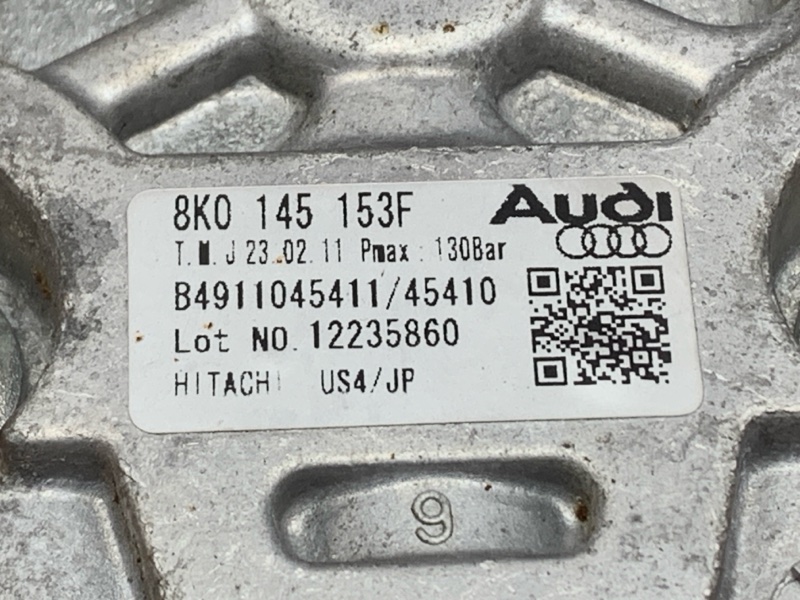 8K0 145 153F Audi
T.M.J 23.02.11 Pmax : 130Bar
B4911045411/45410
Lot NO. 12235860
HITACHI US4/JP
9